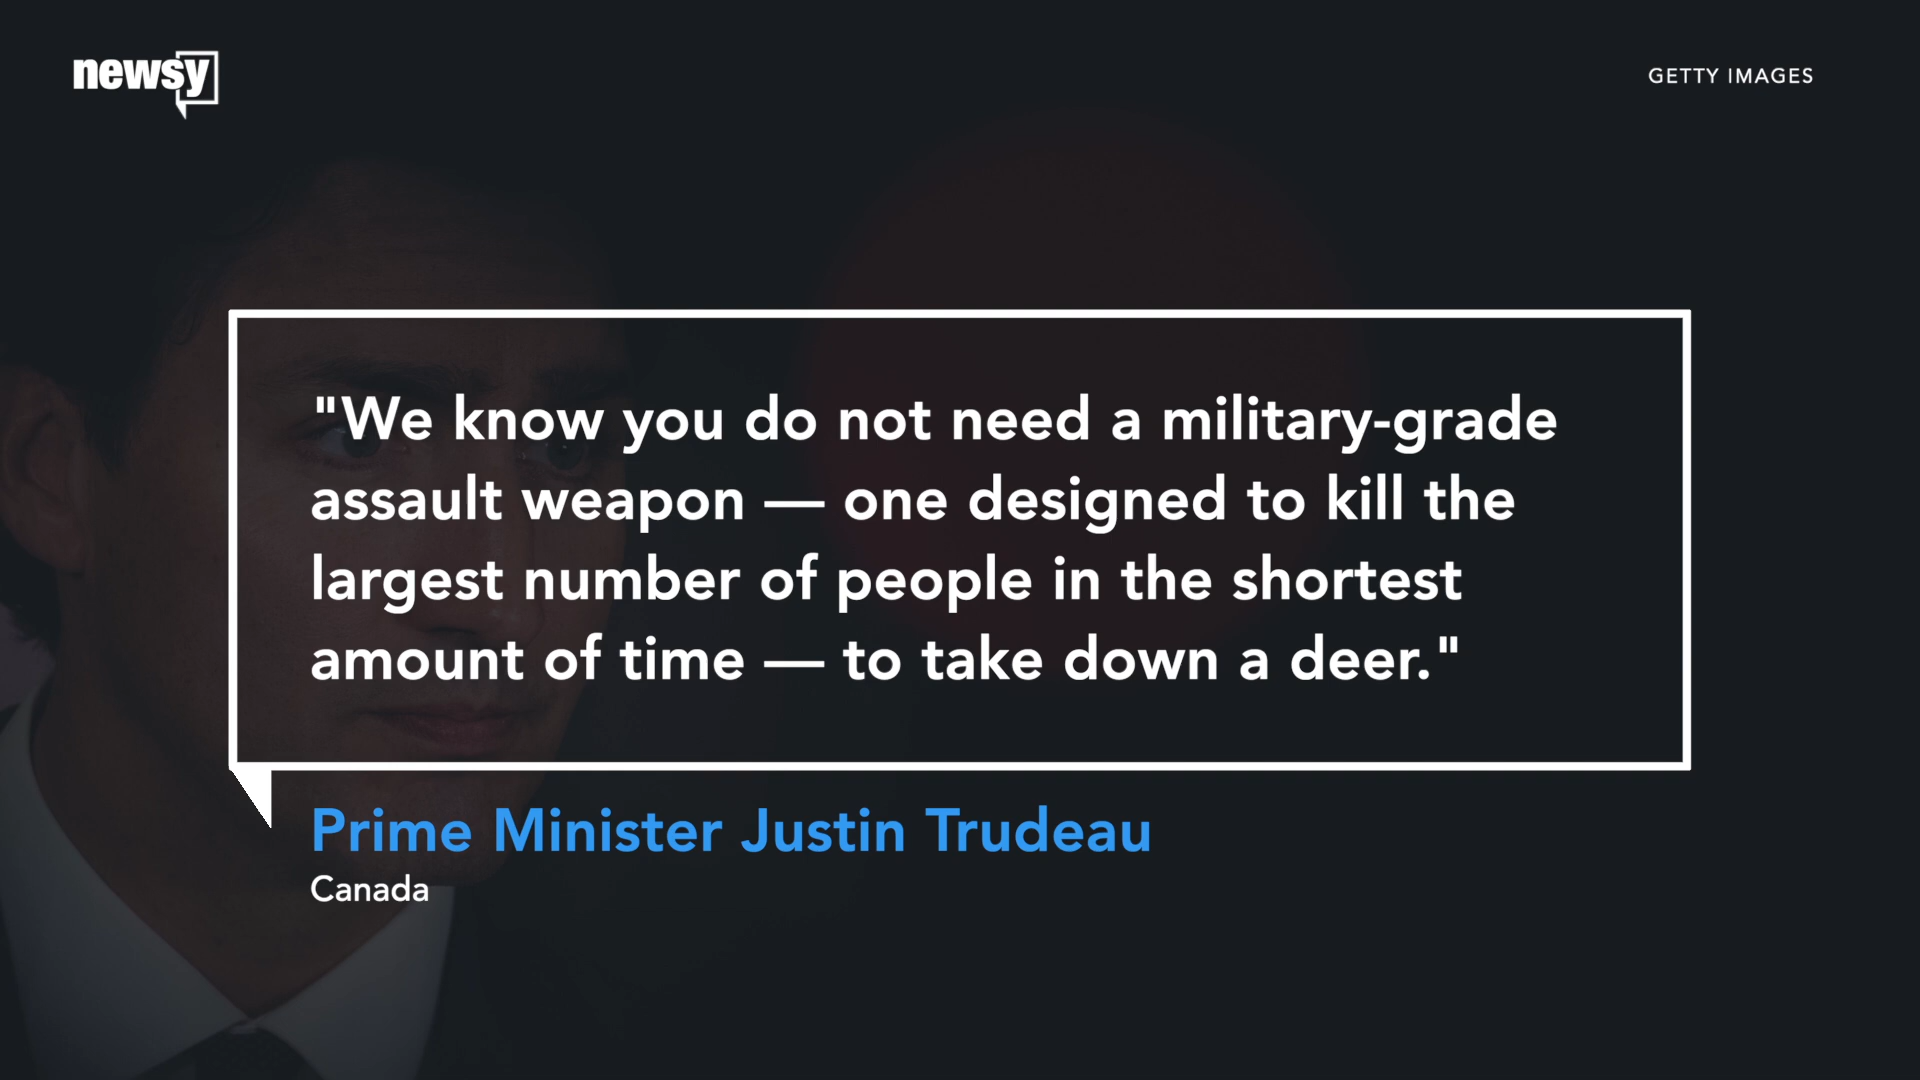 newsy
GETTY IMAGES
"We know you do not need a military-grade
assault weapon — one designed to kill the
largest number of people in the shortest
amount of time — to take down a deer."
Prime Minister Justin Trudeau
Canada